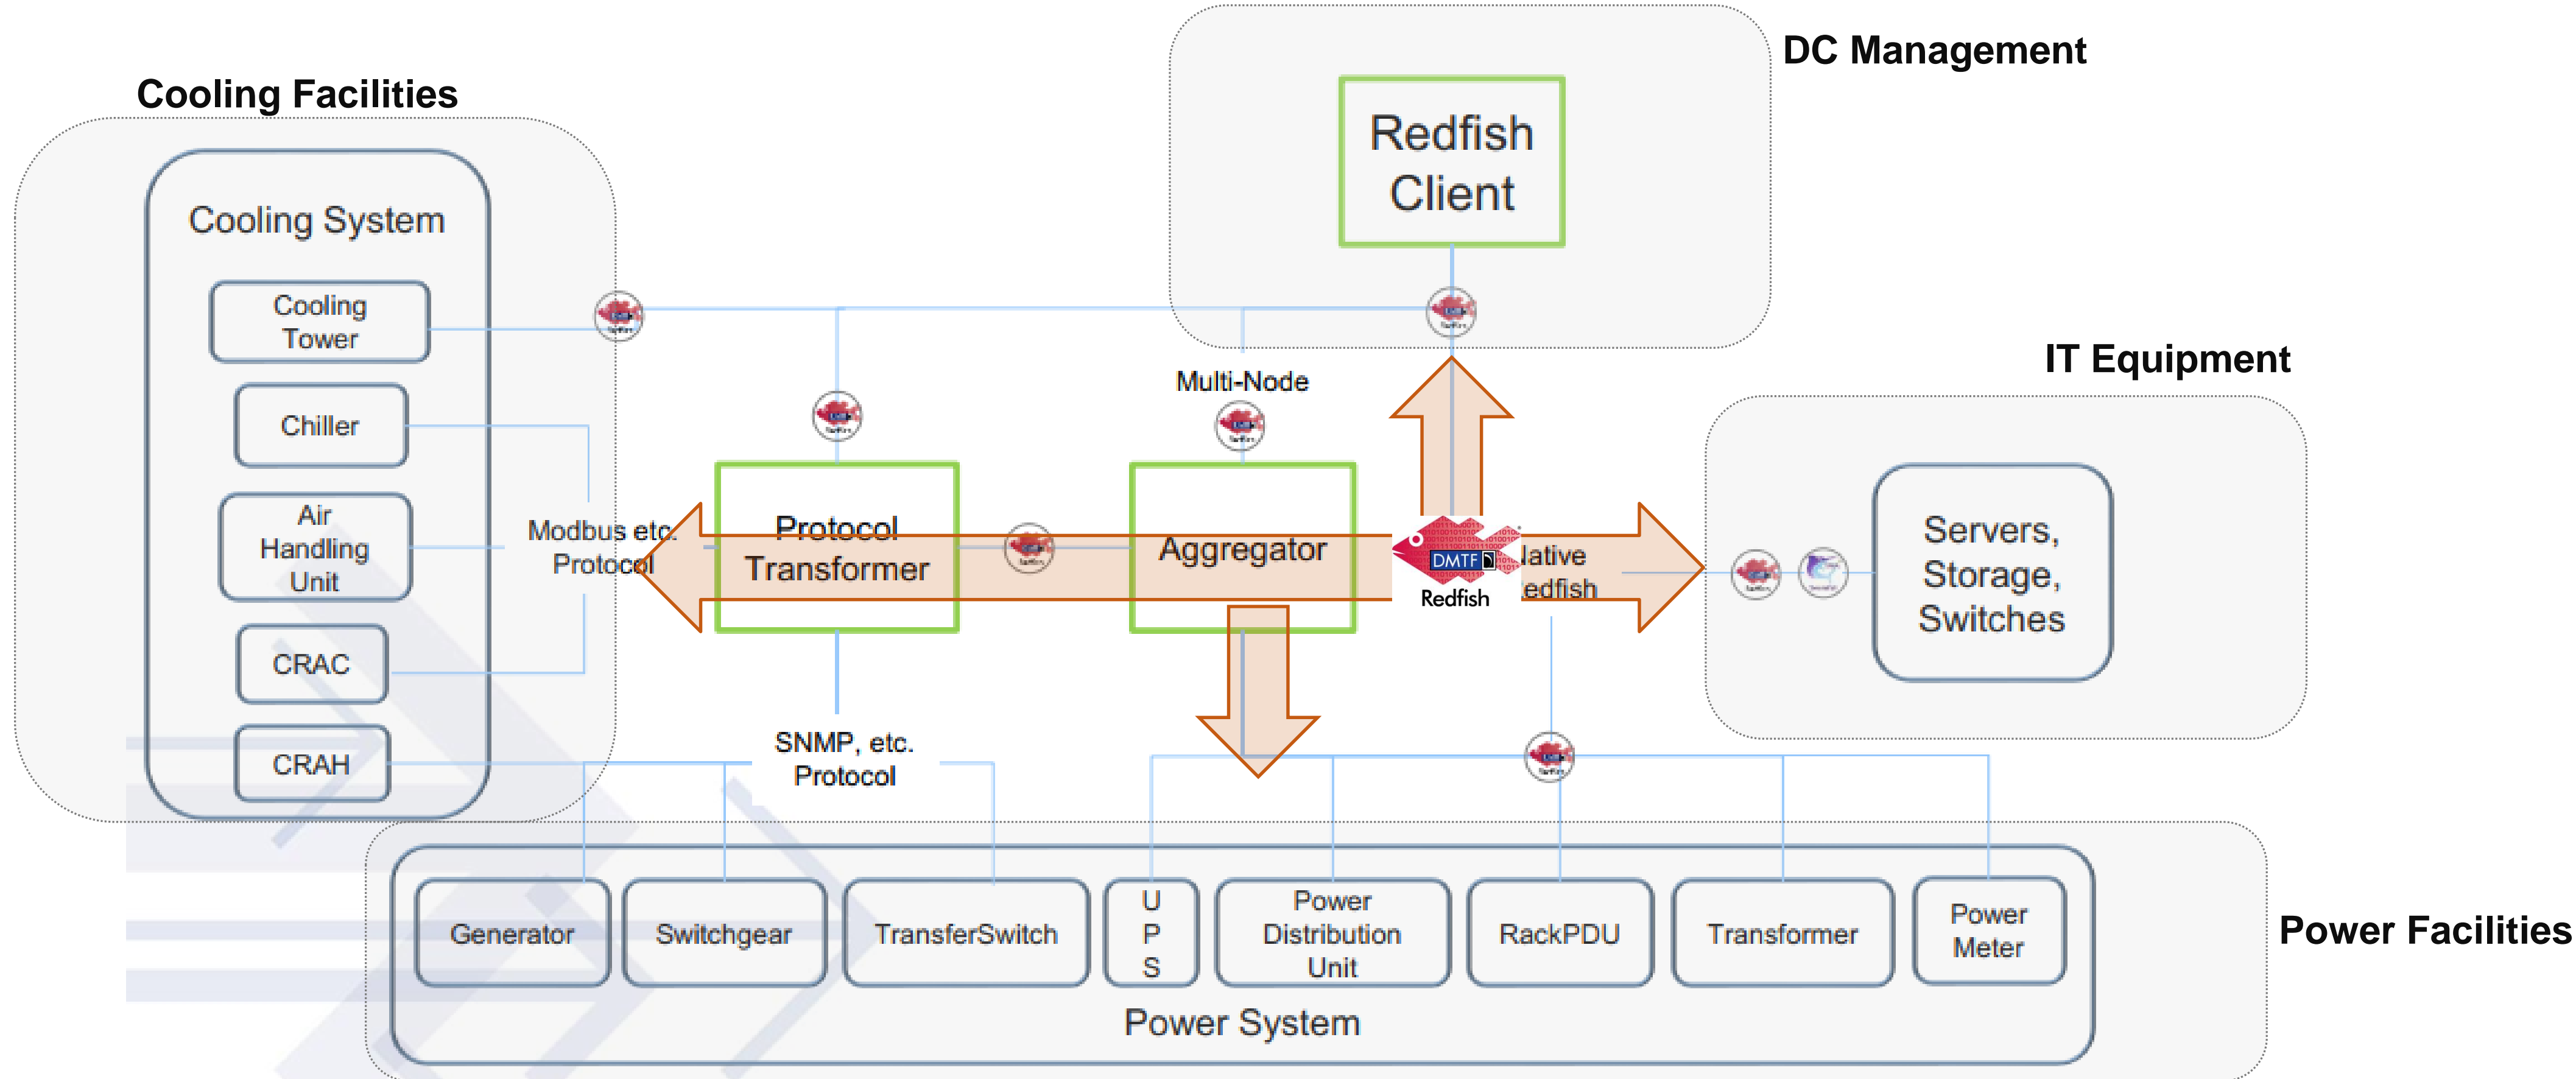 DC Management
Redfish
Client
Cooling Facilities
Cooling System
Cooling
Tower
Chiller
Air
Handling
Unit
CRAC
CRAH
Modbus etc.
Protocol
Protocol
Transformer
Multi-Node
Aggregator
DMTF
Redfish
Native
Redfish
IT Equipment
Servers,
Storage,
Switches
SNMP, etc.
Protocol
Generator
Switchgear
TransferSwitch
U
P
S
Power
Distribution
Unit
RackPDU
Transformer
Power
Meter
Power System
Power Facilities